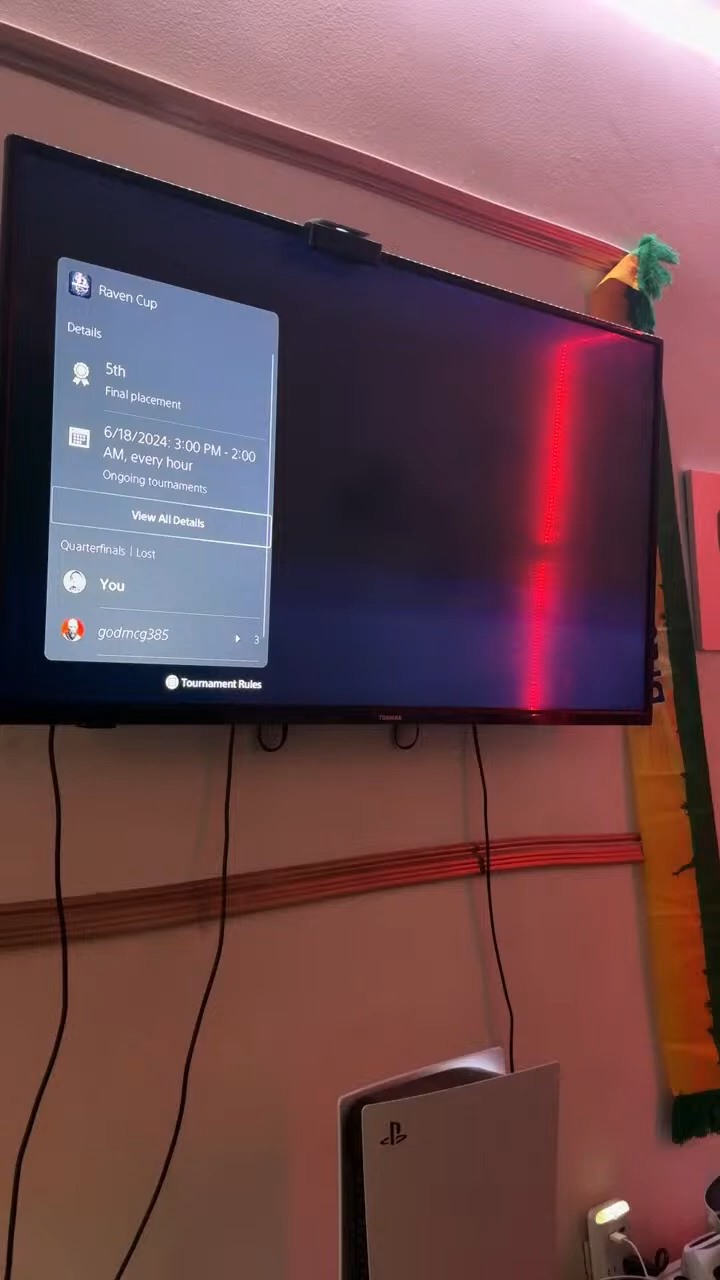 Raven Cup
Details
5th
Final placement
6/18/2024: 3:00 PM - 2:00
AM, every hour
Ongoing tournaments
View All Details
Quarterfinals | Lost
You
godmcg385
3
Tournament Rules
TOSHIBA